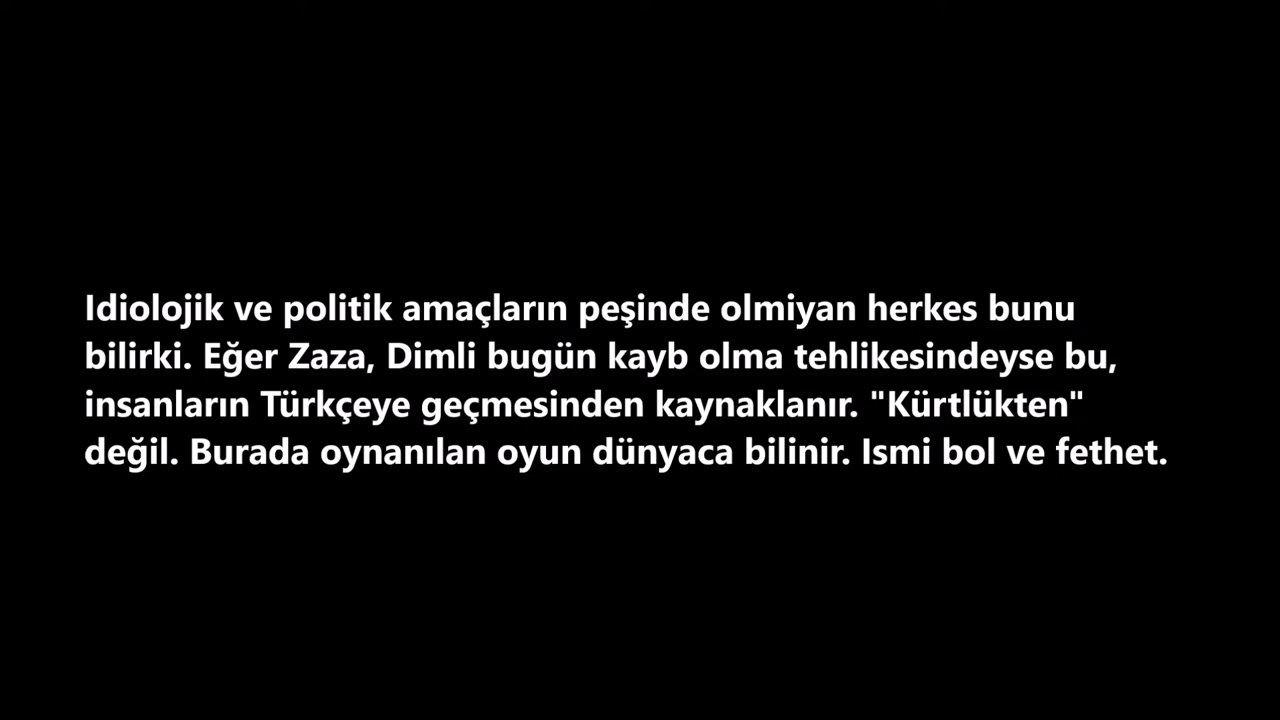 Idiolojik ve politik amaçların peşinde olmiyan herkes bunu
bilirki. Eğer Zaza, Dimli bugün kayb olma tehlikesindeyse bu,
insanların Türkçeye geçmesinden kaynaklanır. "Kürtlükten"
değil. Burada oynanılan oyun dünyaca bilinir. Ismi bol ve fethet.